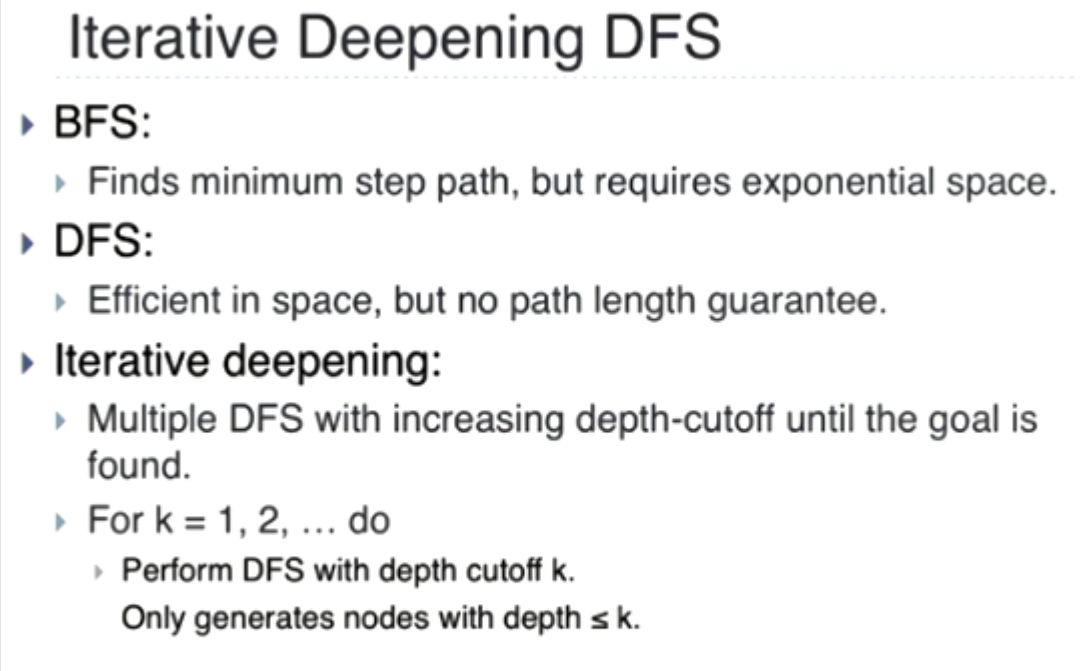 Iterative Deepening DFS
BFS:
Finds minimum step path, but requires exponential space.
DFS:
Efficient in space, but no path length guarantee.
Iterative deepening:
Multiple DFS with increasing depth-cutoff until the goal is
found.
For k = 1, 2, … do
Perform DFS with depth cutoff k.
Only generates nodes with depth ≤ k.